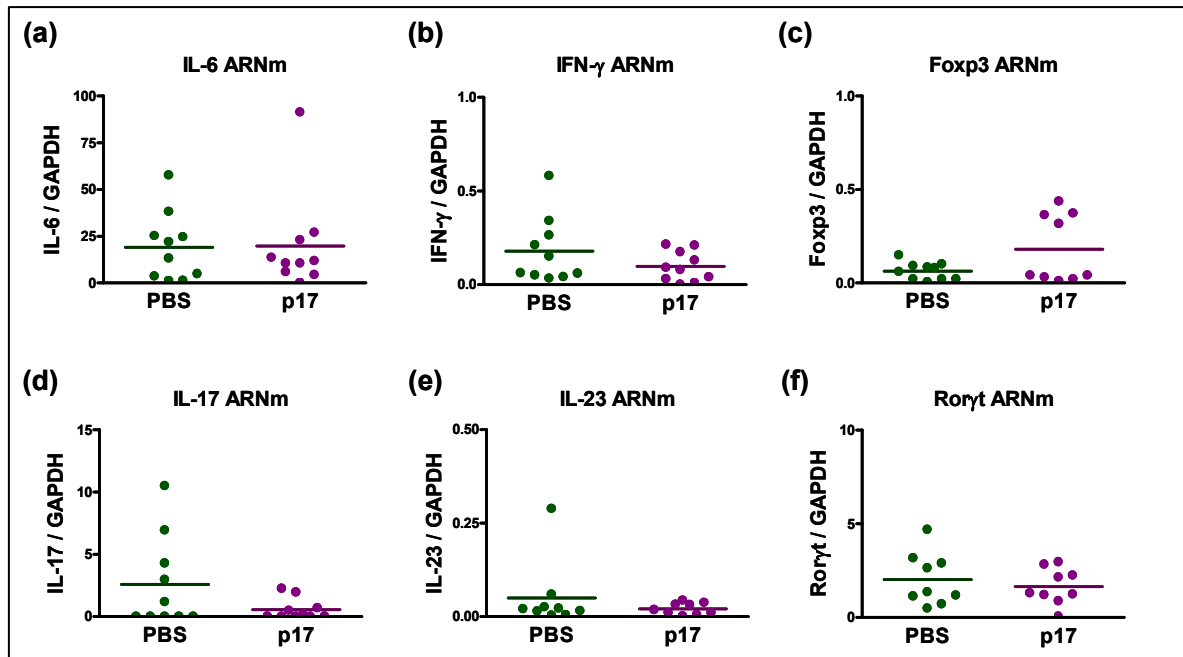 (a)
IL-6 ARNm
IL-6 / GAPDH
100
75
50
25
0
PBS p17
(b)
IFN-γ ARNm
IFN-γ / GAPDH
1.0
0.5
0.0
PBS p17
(c)
Foxp3 ARNm
Foxp3 / GAPDH
1.0
0.5
0.0
PBS p17
(d)
IL-17 ARNm
IL-17 / GAPDH
15
10
5
0
PBS p17
(e)
IL-23 ARNm
IL-23 / GAPDH
0.50
0.25
0.00
PBS p17
(f)
Rorγt ARNm
Rorγt / GAPDH
10
5
0
PBS p17